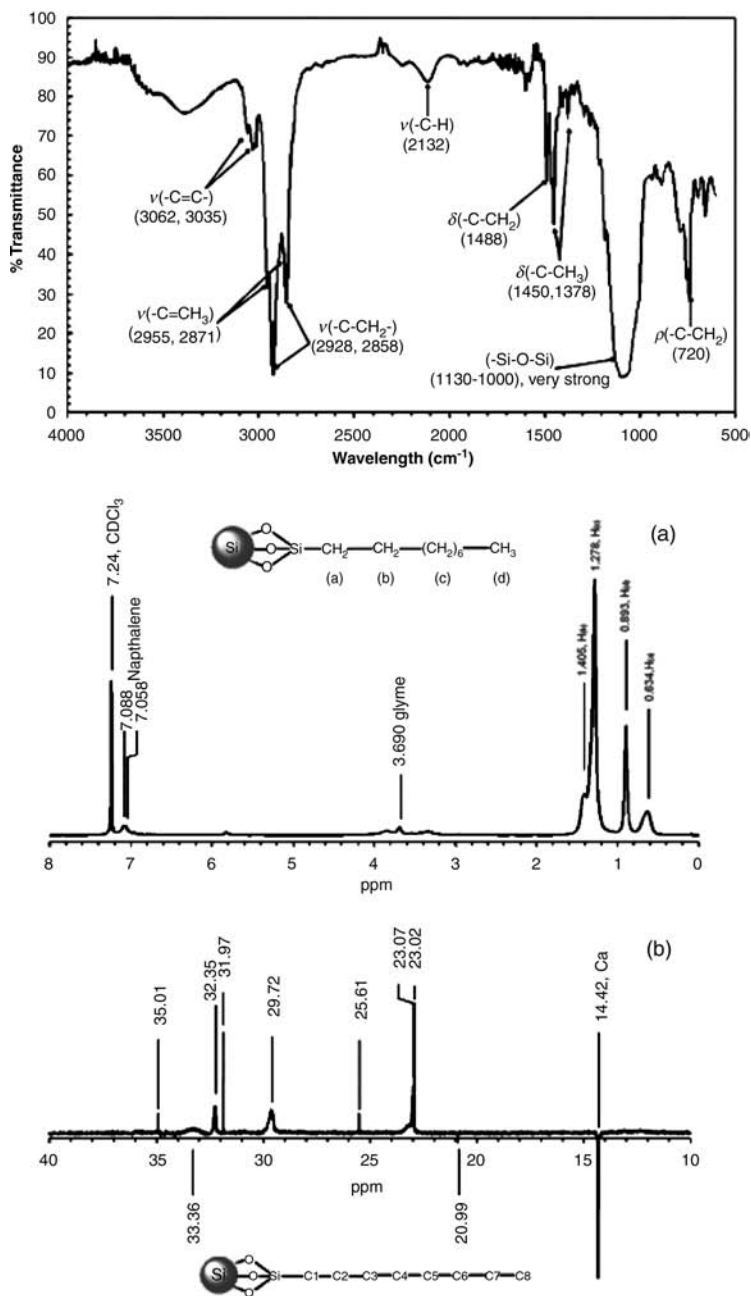 100
90
80
70
60
50
40
30
20
10
0
% Transmittance
ν(-C-H)
(2132)
ν(-C=C-)
(3062, 3035)
δ(-C-CH2)
(1488)
δ(-C-CH3)
(1450,1378)
ν(-C=CH3)
(2955, 2871)
ν(-C-CH2-)
(2928, 2858)
(-Si-O-Si)
(1130-1000), very strong
ρ(-C-CH2)
(720)
4000 3500 3000 2500 2000 1500 1000 500
Wavelength (cm-1)
(a)
Si O O O Si CH2 CH2 (CH2)6 CH3
(a) (b) (c) (d)
7.24, CDCl3
7.088 Napthalene
7.058
3.690 glyme
1.405,
1.278,
0.893,
0.634,
8 7 6 5 4 3 2 1 0
ppm
(b)
35.01
32.35
31.97
29.72
25.61
23.07
23.02
14.42, Ca
40 35 30 25 20 15 10
ppm
33.36
20.99
Si O O O Si C1 C2 C3 C4 C5 C6 C7 C8